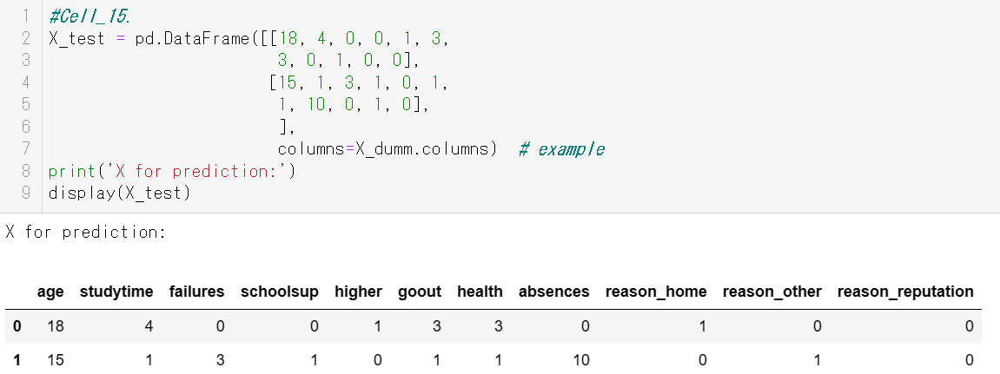 1 #Cell_15.
2 X_test = pd.DataFrame([[18, 4, 0, 0, 1, 3,
3 3, 0, 1, 0, 0],
4 [15, 1, 3, 1, 0, 1,
5 1, 10, 0, 1, 0],
6 ],
7 columns=X_dumm.columns) # example
8 print('X for prediction:')
9 display(X_test)
X for prediction:
age studytime failures schoolsup higher goout health absences reason_home reason_other reason_reputation
0 18 4 0 0 1 3 3 0 1 0 0
1 15 1 3 1 0 1 1 10 0 1 0